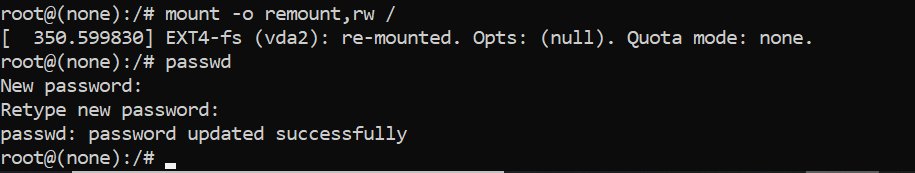 root@(none):/# mount -o remount,rw /
[  350.599830] EXT4-fs (vda2): re-mounted. Opts: (null). Quota mode: none.
root@(none):/# passwd
New password:
Retype new password:
passwd: password updated successfully
root@(none):/#